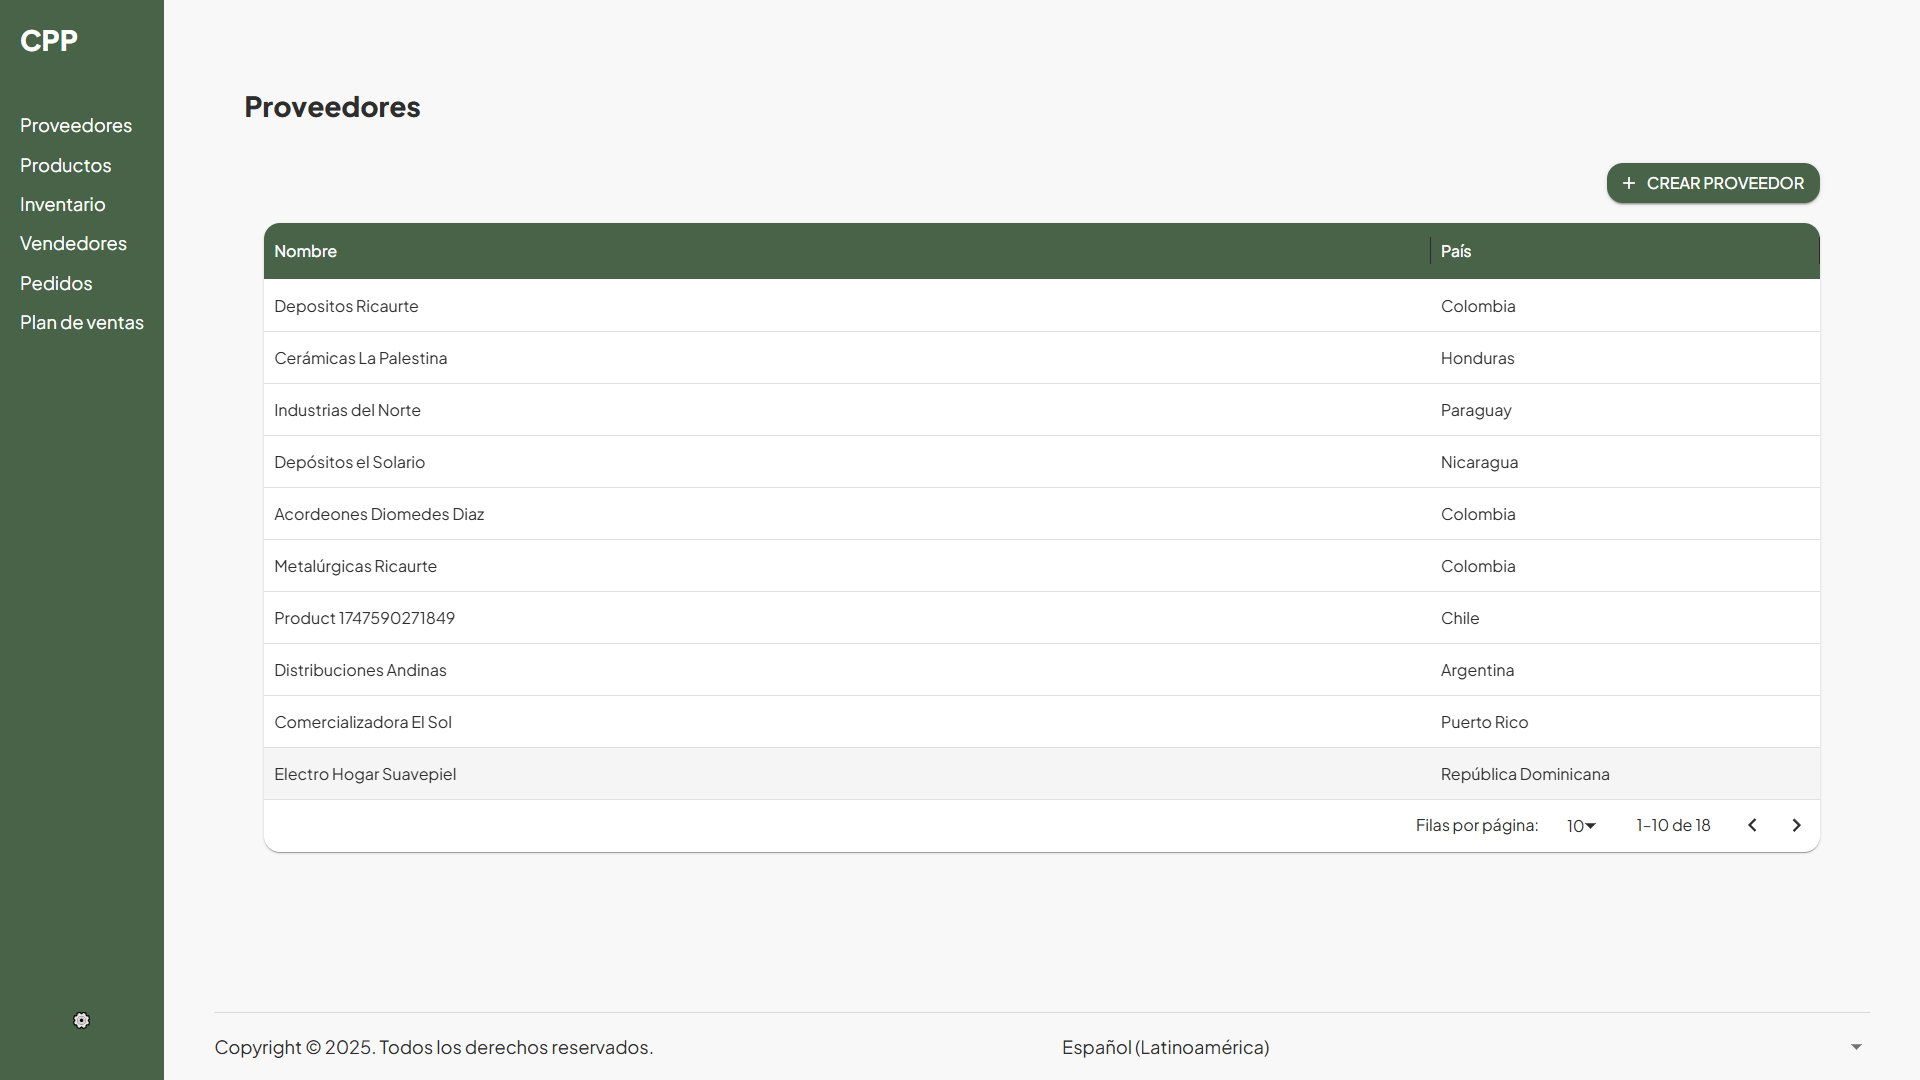 CPP
Proveedores
Productos
Inventario
Vendedores
Pedidos
Plan de ventas
Proveedores
+ CREAR PROVEEDOR
Nombre País
Depositos Ricaurte Colombia
Cerámicas La Palestina Honduras
Industrias del Norte Paraguay
Depósitos el Solario Nicaragua
Acordeones Diomedes Diaz Colombia
Metalúrgicas Ricaurte Colombia
Product 1747590271849 Chile
Distribuciones Andinas Argentina
Comercializadora El Sol Puerto Rico
Electro Hogar Suavepiel República Dominicana
Filas por página: 10 1–10 de 18
Copyright © 2025. Todos los derechos reservados. Español (Latinoamérica)